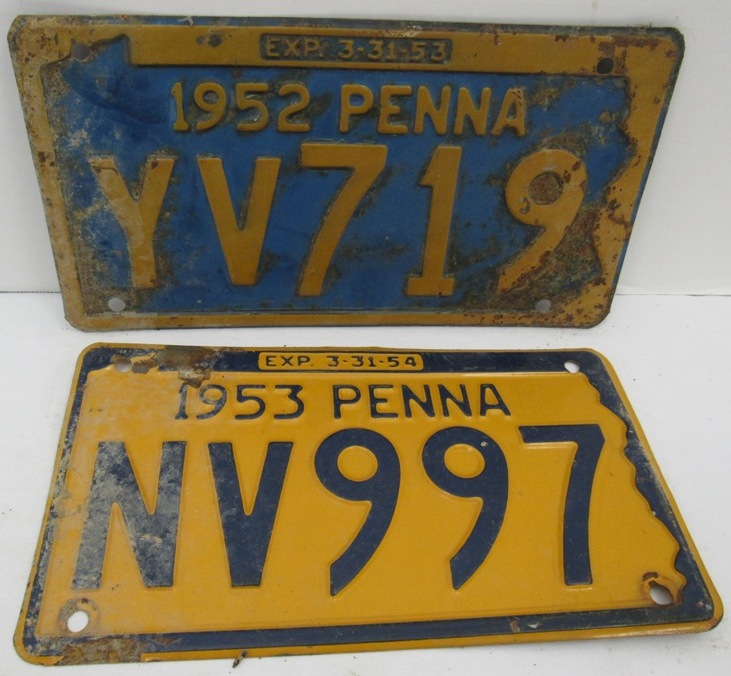 EXP. 3-31-53
1952 PENNA
YV719
EXP. 3-31-54
1953 PENNA
NV997